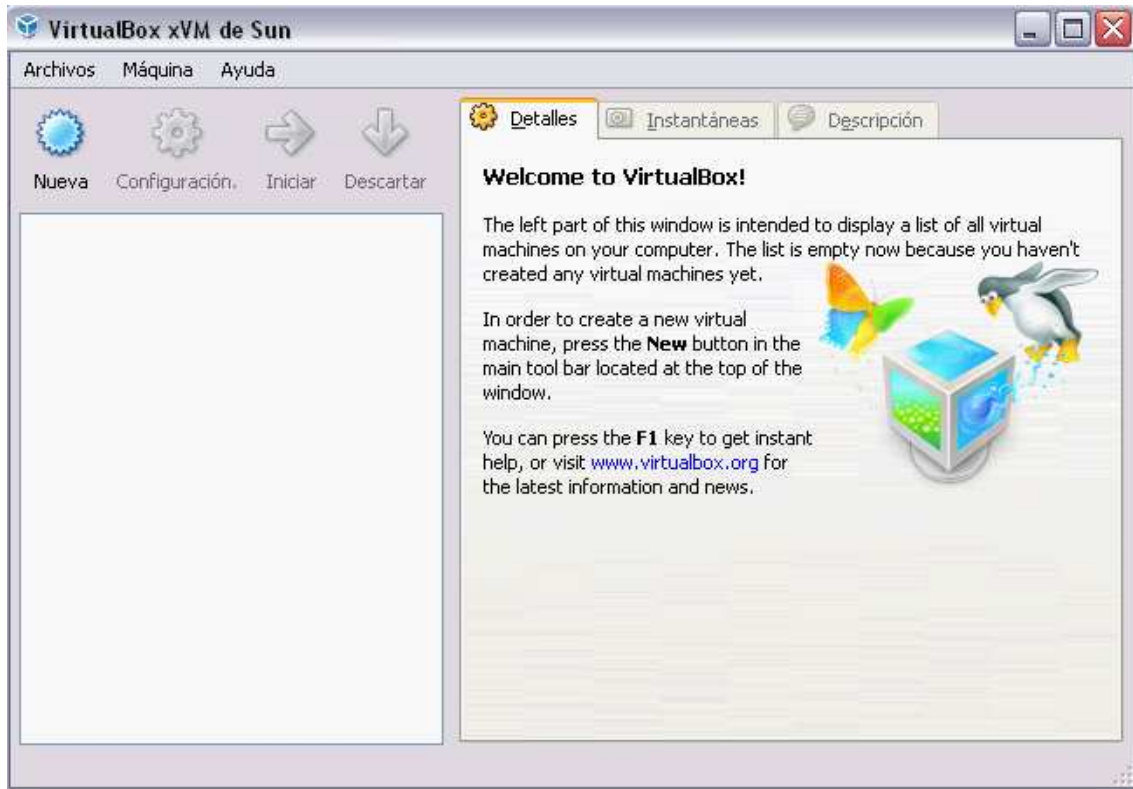 VirtualBox xVM de Sun
Archivos Máquina Ayuda
Nueva Configuración. Iniciar Descartar
Detalles Instantáneas Descripción
Welcome to VirtualBox!
The left part of this window is intended to display a list of all virtual
machines on your computer. The list is empty now because you haven't
created any virtual machines yet.
In order to create a new virtual
machine, press the New button in the
main tool bar located at the top of the
window.
You can press the F1 key to get instant
help, or visit www.virtualbox.org for
the latest information and news.